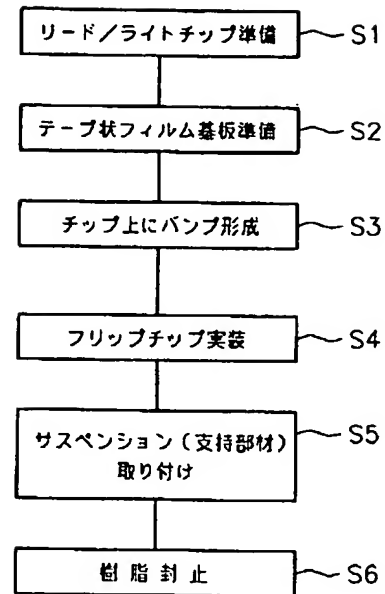 リード/ライトチップ準備 S1
テープ状フィルム基板準備 S2
チップ上にバンプ形成 S3
フリップチップ実装 S4
サスペンション(支持部材) S5
取り付け
樹脂封止 S6